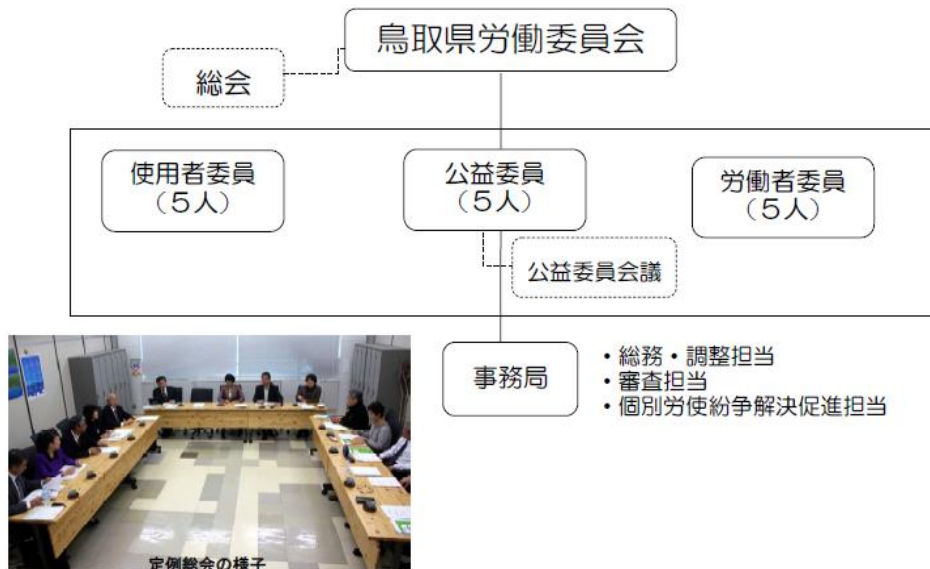 鳥取県労働委員会
総会
使用者委員
（５人）
公益委員
（５人）
労働者委員
（５人）
公益委員会議
事務局
・総務・調整担当
・審査担当
・個別労使紛争解決促進担当
定例総会の様子